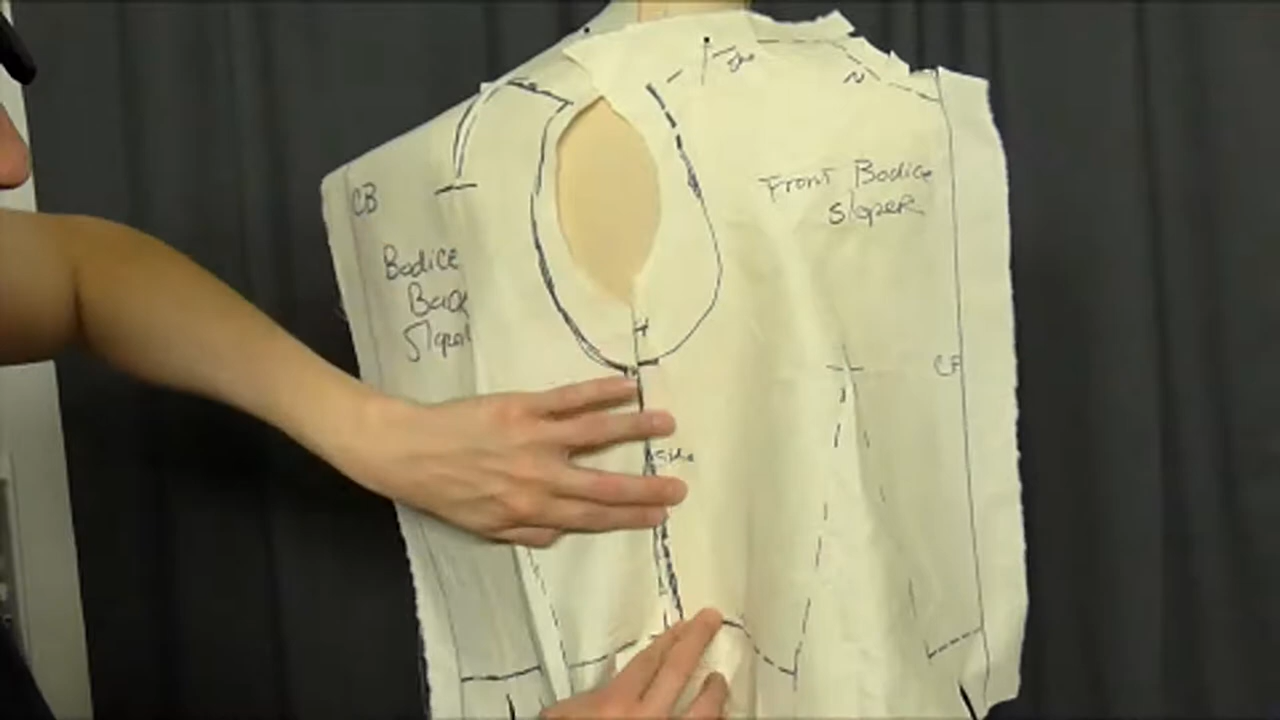 CB
Bodice
Back
Sloper
Front Bodice
Sloper
CF
Side
N